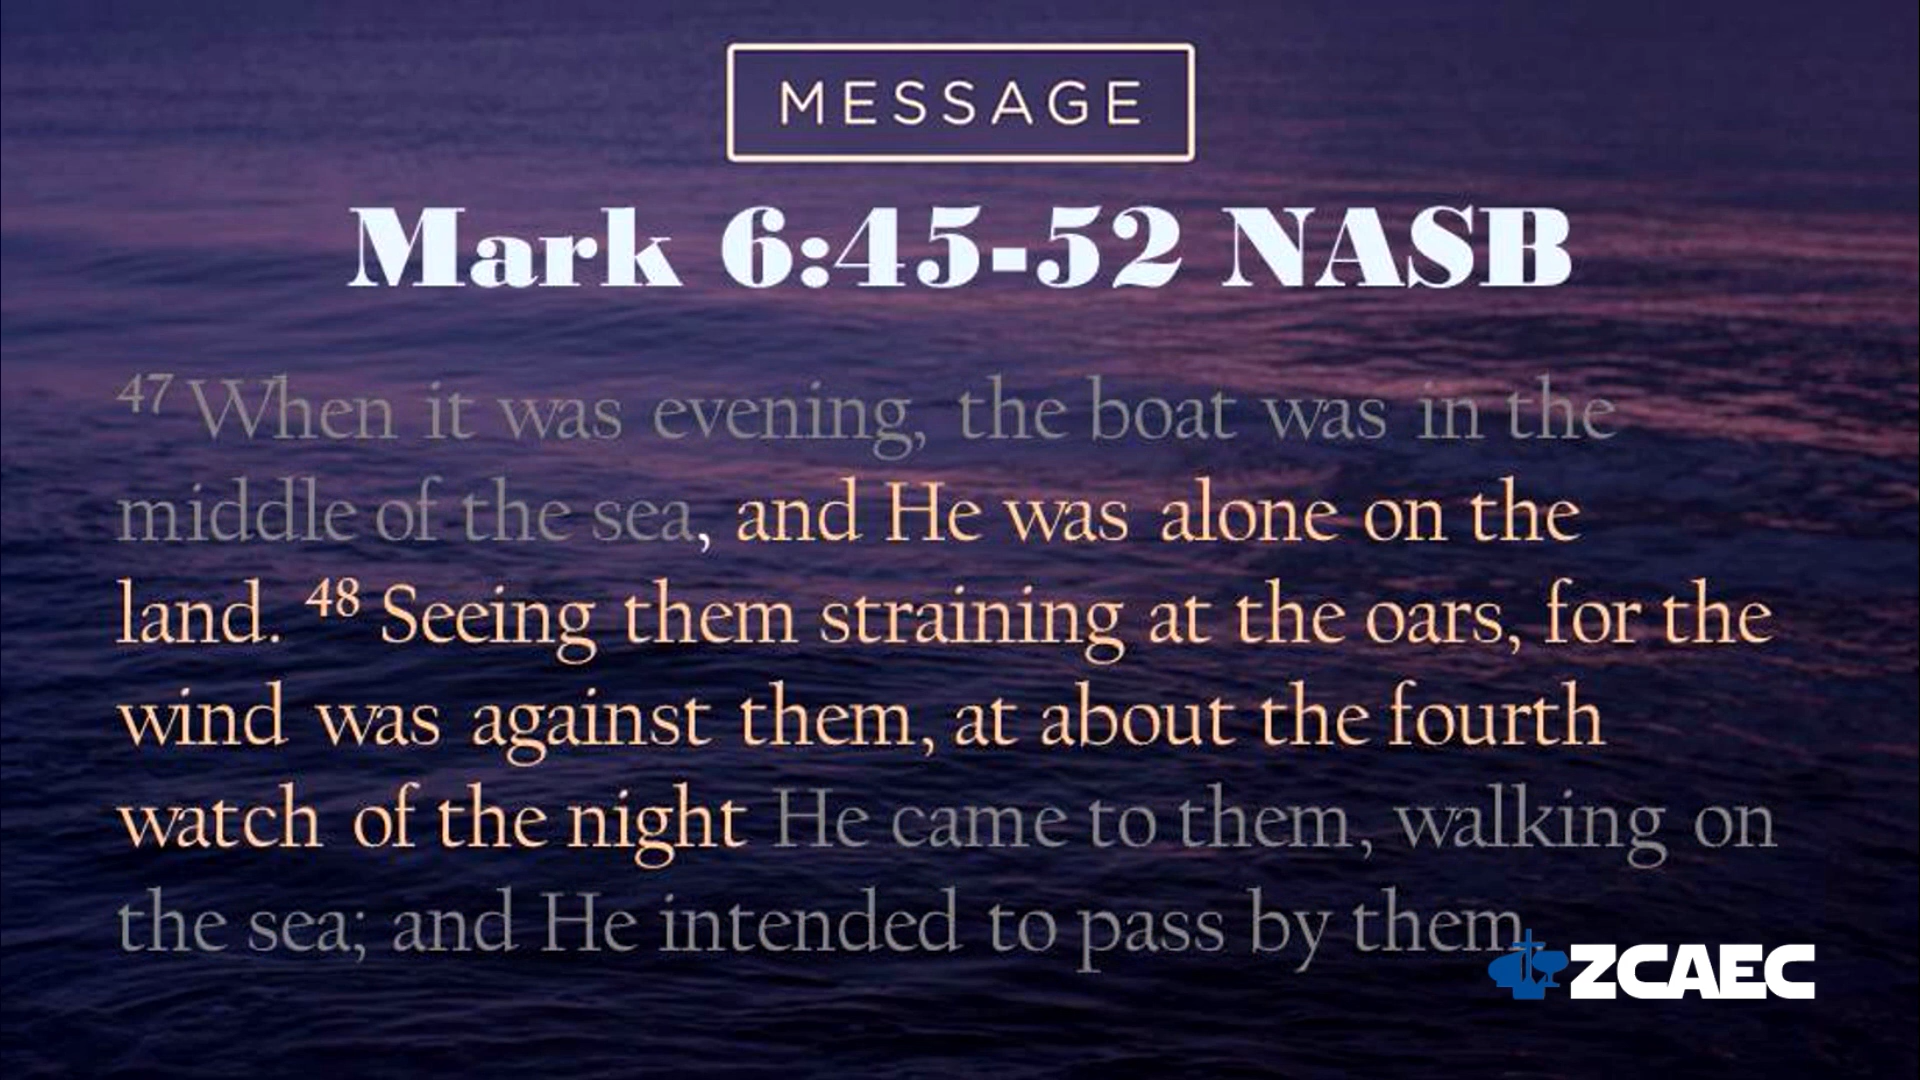 MESSAGE
Mark 6:45-52 NASB
47 When it was evening, the boat was in the
middle of the sea, and He was alone on the
land. 48 Seeing them straining at the oars, for the
wind was against them, at about the fourth
watch of the night He came to them, walking on
the sea; and He intended to pass by them.
ZCAEC